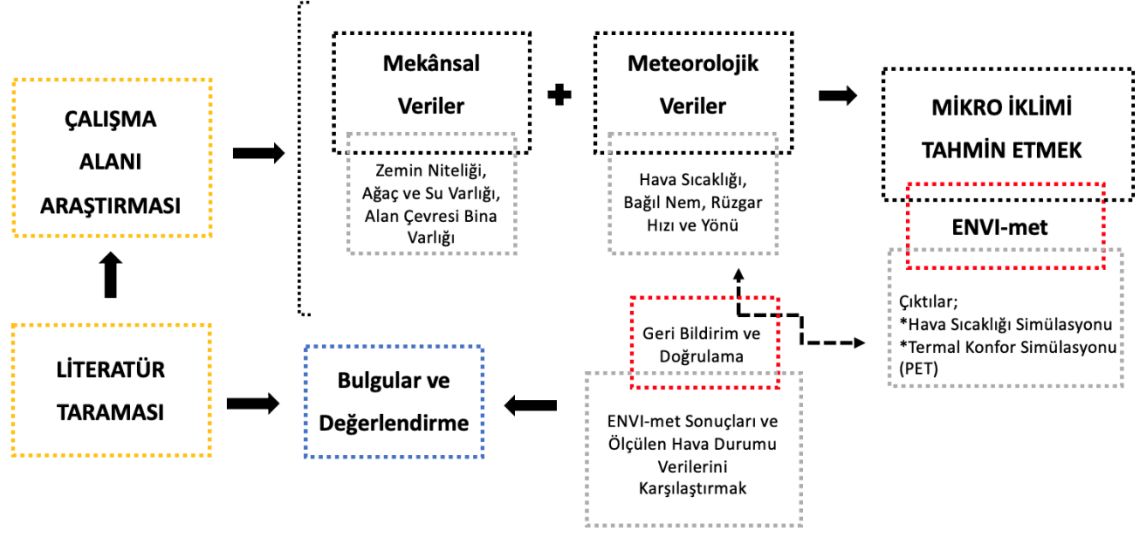 ÇALIŞMA
ALANI
ARAŞTIRMASI
LİTERATÜR
TARAMASI
Mekânsal
Veriler
Zemin Niteliği,
Ağaç ve Su Varlığı,
Alan Çevresi Bina
Varlığı
Meteorolojik
Veriler
Hava Sıcaklığı,
Bağıl Nem, Rüzgar
Hızı ve Yönü
MİKRO İKLİMİ
TAHMİN ETMEK
ENVI-met
Çıktılar;
*Hava Sıcaklığı Simülasyonu
*Termal Konfor Simülasyonu
(PET)
Geri Bildirim ve
Doğrulama
ENVI-met Sonuçları ve
Ölçülen Hava Durumu
Verilerini
Karşılaştırmak
Bulgular ve
Değerlendirme